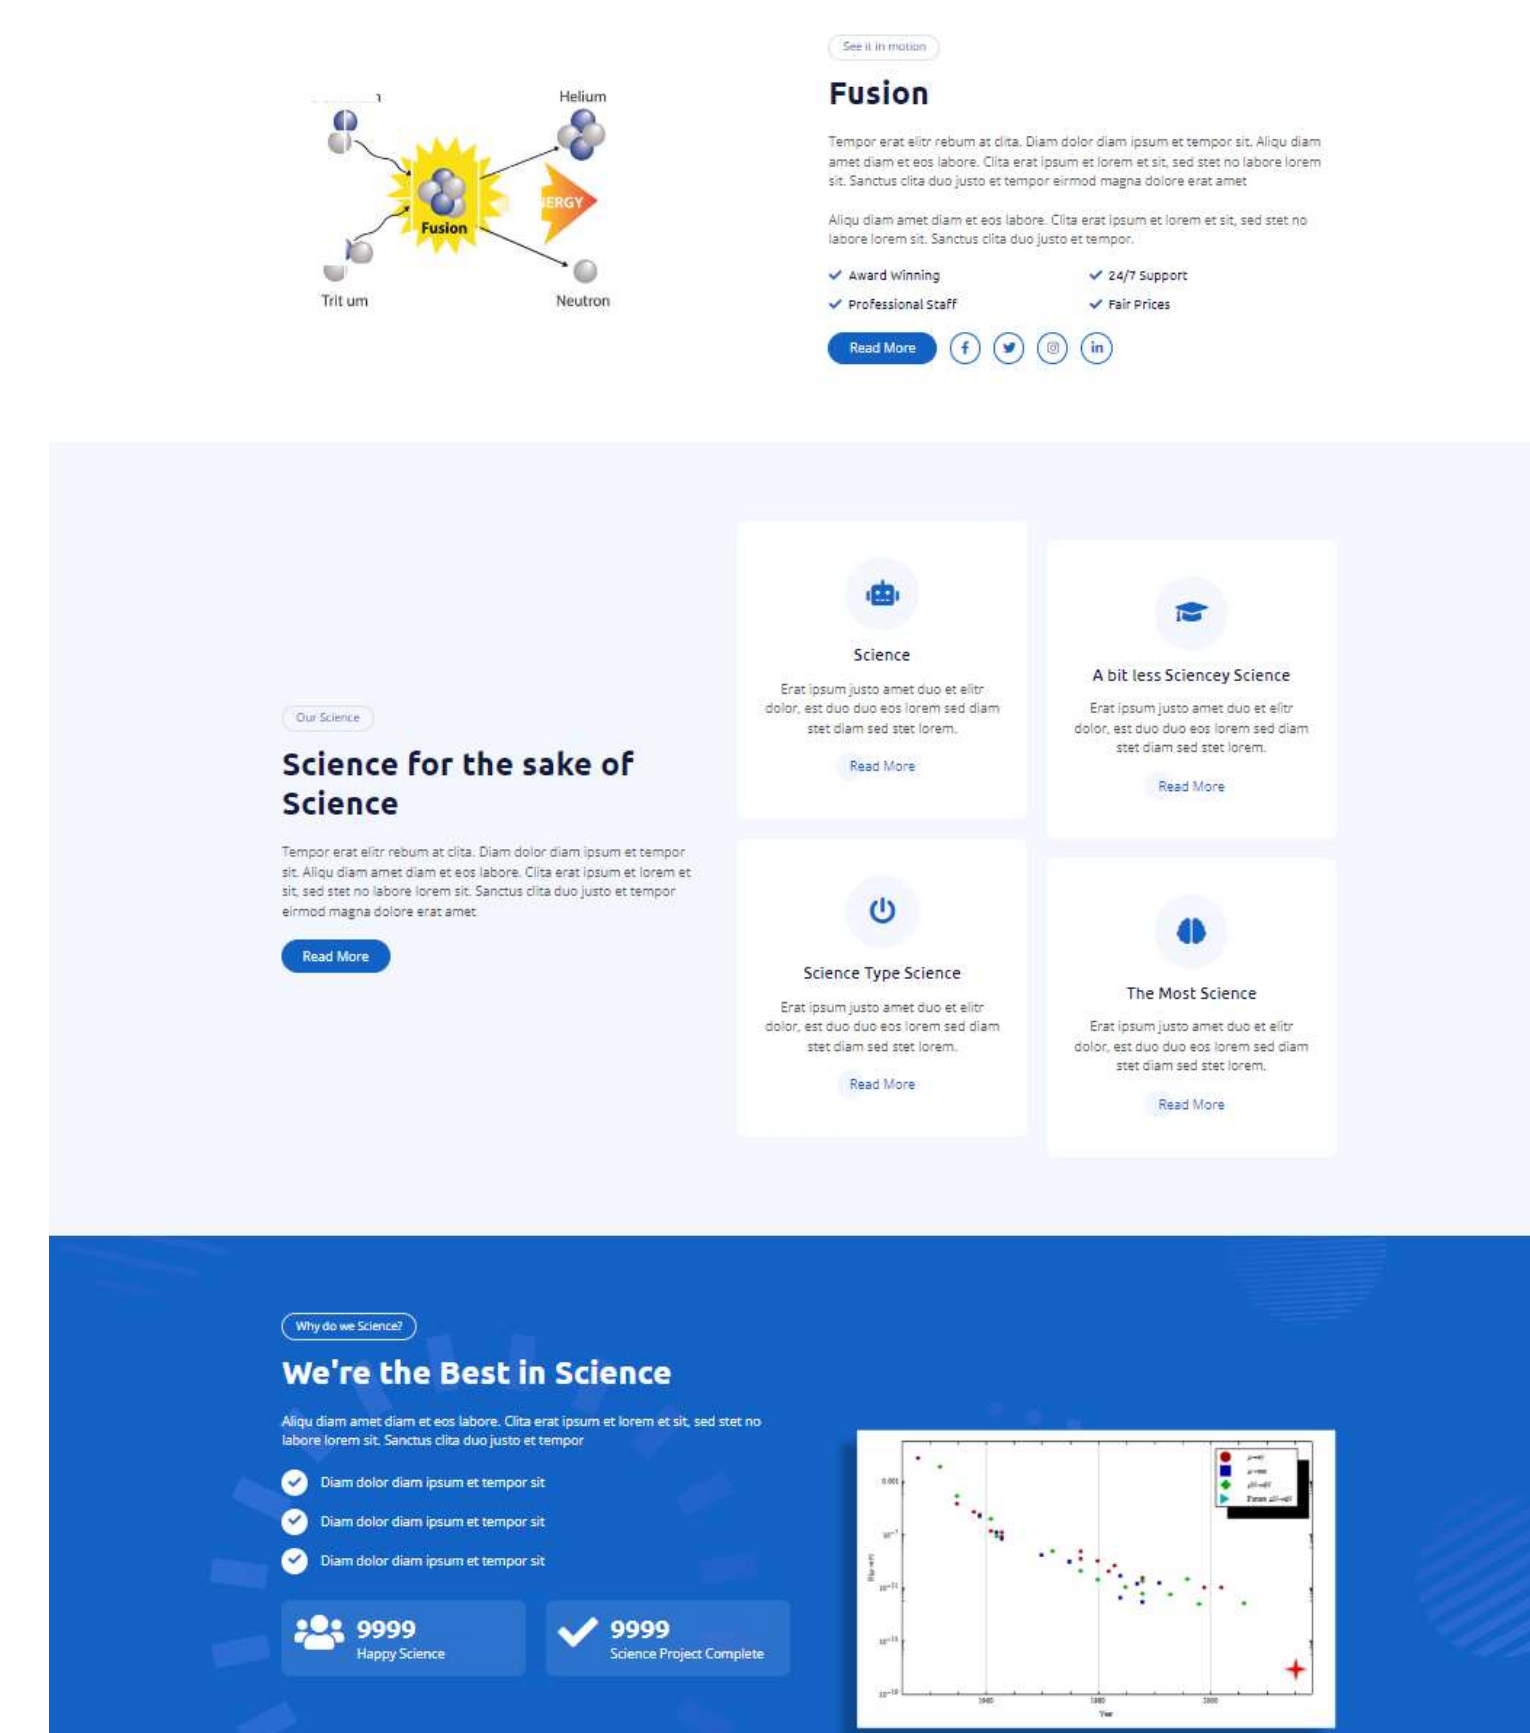 See it in motion
Fusion
Helium
Fusion
NERGY
Trit um
Neutron
Tempor erat elitr rebum at clita. Diam dolor diam ipsum et tempor sit. Aliqu diam
amet diam et eos labore. Clita erat ipsum et lorem et sit, sed stet no labore lorem
sit. Sanctus clita duo justo et tempor eirmod magna dolore erat amet
Aliqu diam amet diam et eos labore. Clita erat ipsum et lorem et sit, sed stet no
labore lorem sit. Sanctus clita duo justo et tempor.
Award Winning
24/7 Support
Professional Staff
Fair Prices
Read More
Our Science
Science for the sake of
Science
Tempor erat elitr rebum at clita. Diam dolor diam ipsum et tempor
sit. Aliqu diam amet diam et eos labore. Clita erat ipsum et lorem et
sit, sed stet no labore lorem sit. Sanctus clita duo justo et tempor
eirmod magna dolore erat amet
Read More
Science
Erat ipsum justo amet duo et elitr
dolor, est duo duo eos lorem sed diam
stet diam sed stet lorem.
Read More
A bit less Sciencey Science
Erat ipsum justo amet duo et elitr
dolor, est duo duo eos lorem sed diam
stet diam sed stet lorem.
Read More
Science Type Science
Erat ipsum justo amet duo et elitr
dolor, est duo duo eos lorem sed diam
stet diam sed stet lorem.
Read More
The Most Science
Erat ipsum justo amet duo et elitr
dolor, est duo duo eos lorem sed diam
stet diam sed stet lorem.
Read More
Why do we Science?
We're the Best in Science
Aliqu diam amet diam et eos labore. Clita erat ipsum et lorem et sit, sed stet no
labore lorem sit. Sanctus clita duo justo et tempor
Diam dolor diam ipsum et tempor sit
Diam dolor diam ipsum et tempor sit
Diam dolor diam ipsum et tempor sit
9999
Happy Science
9999
Science Project Complete
0.001
1960
1980
2000
Year